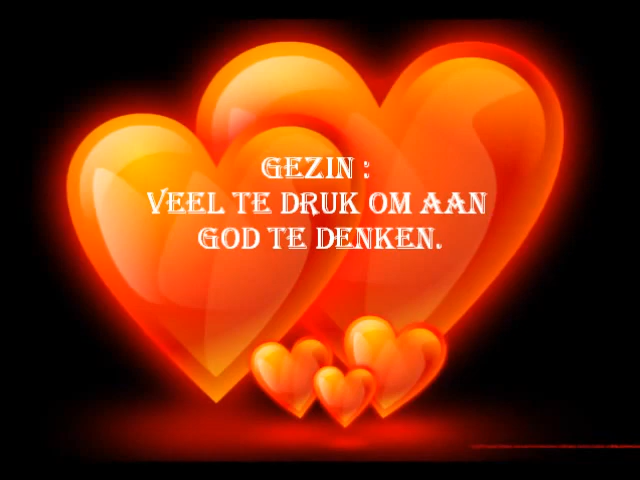 GEZIN :
VEEL TE DRUK OM AAN
GOD TE DENKEN.